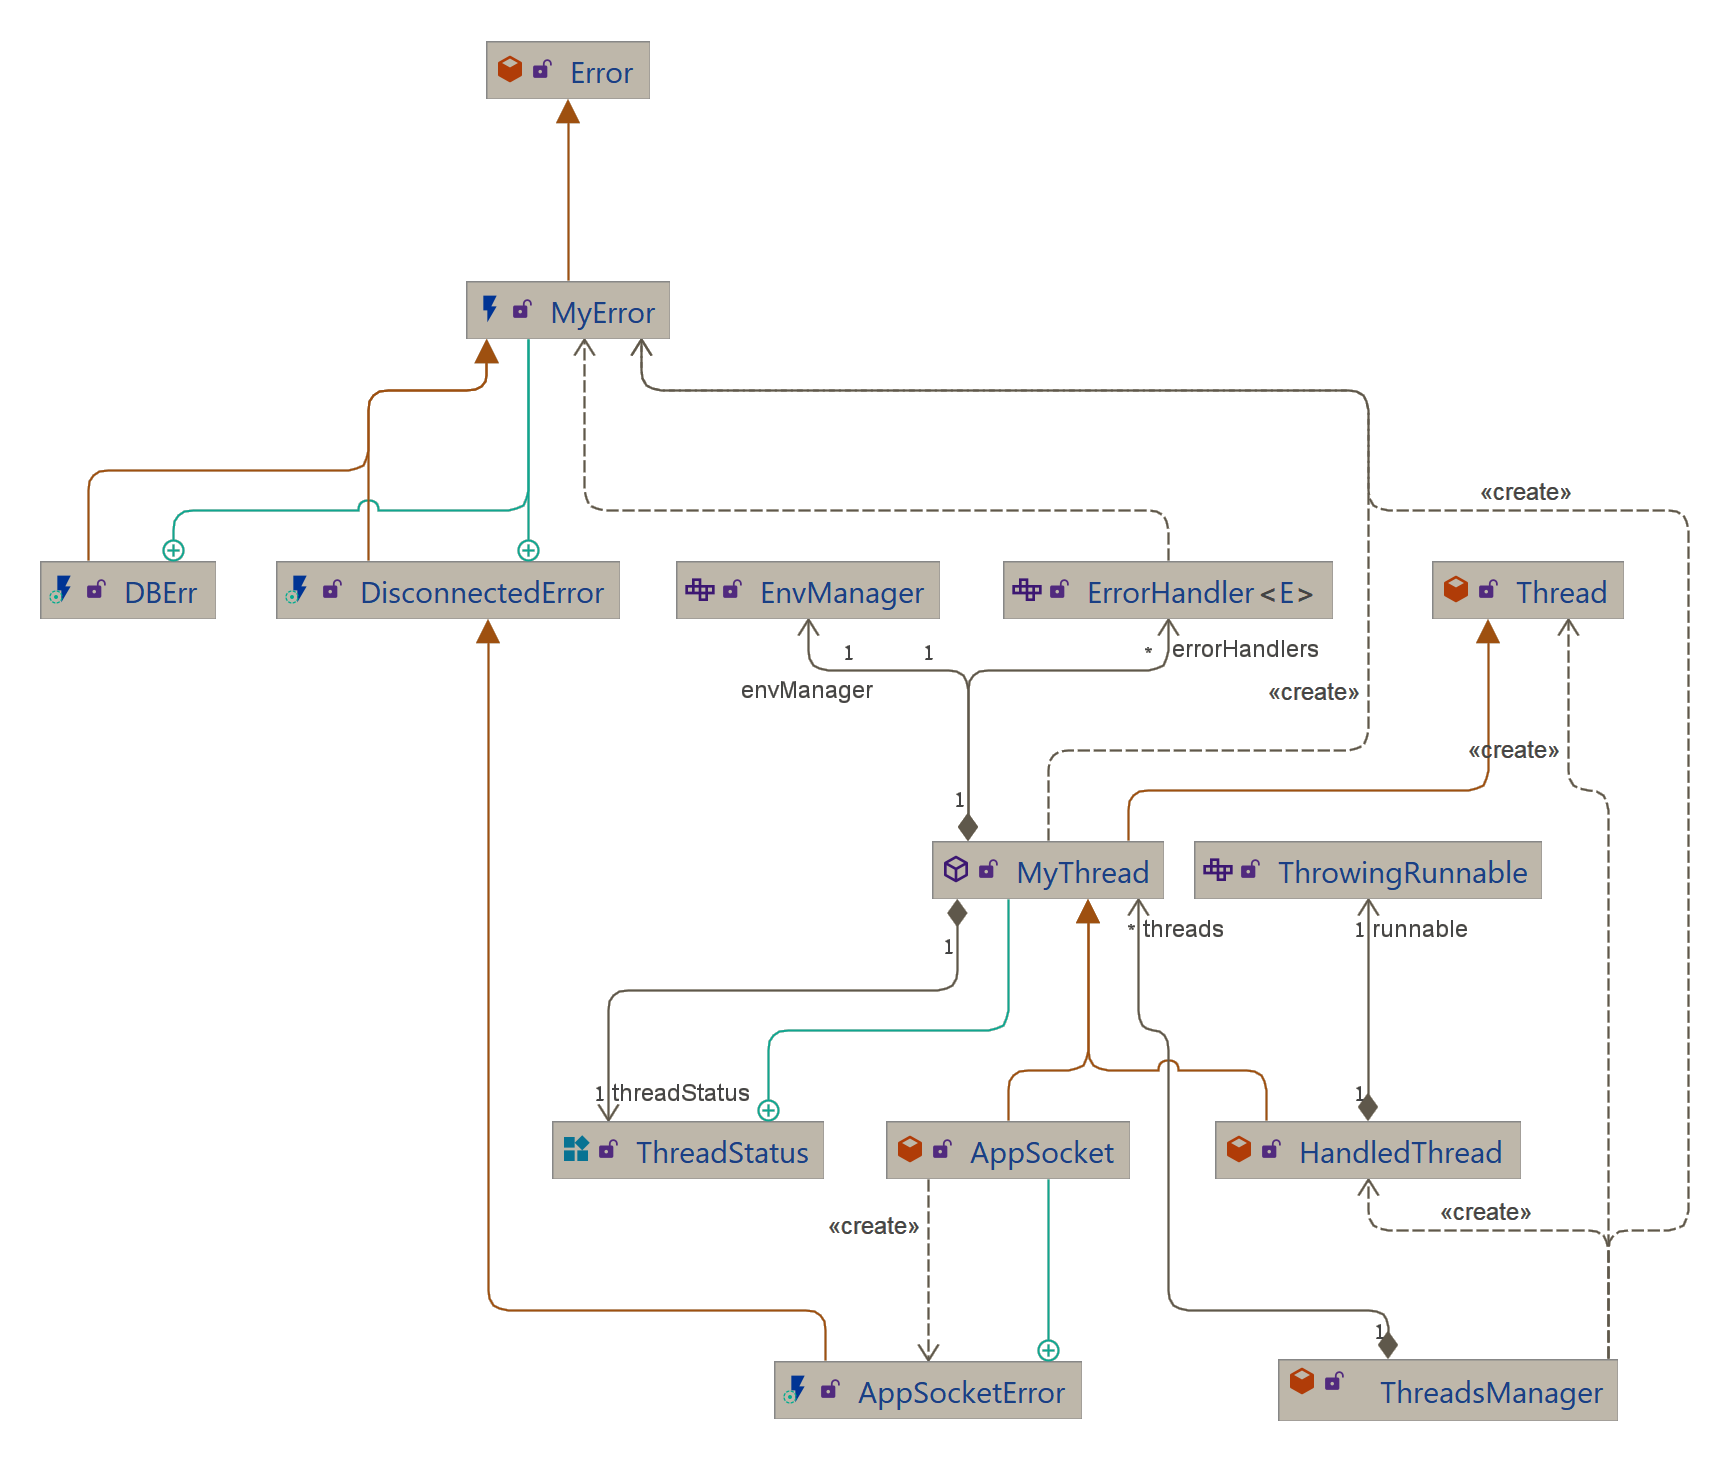 Error
MyError
«create»
DBErr
DisconnectedError
EnvManager
ErrorHandler<E>
Thread
1
1
* errorHandlers
envManager
«create»
«create»
1
MyThread
ThrowingRunnable
1
* threads
1 runnable
1 threadStatus
1
ThreadStatus
AppSocket
HandledThread
«create»
«create»
1
AppSocketError
ThreadsManager